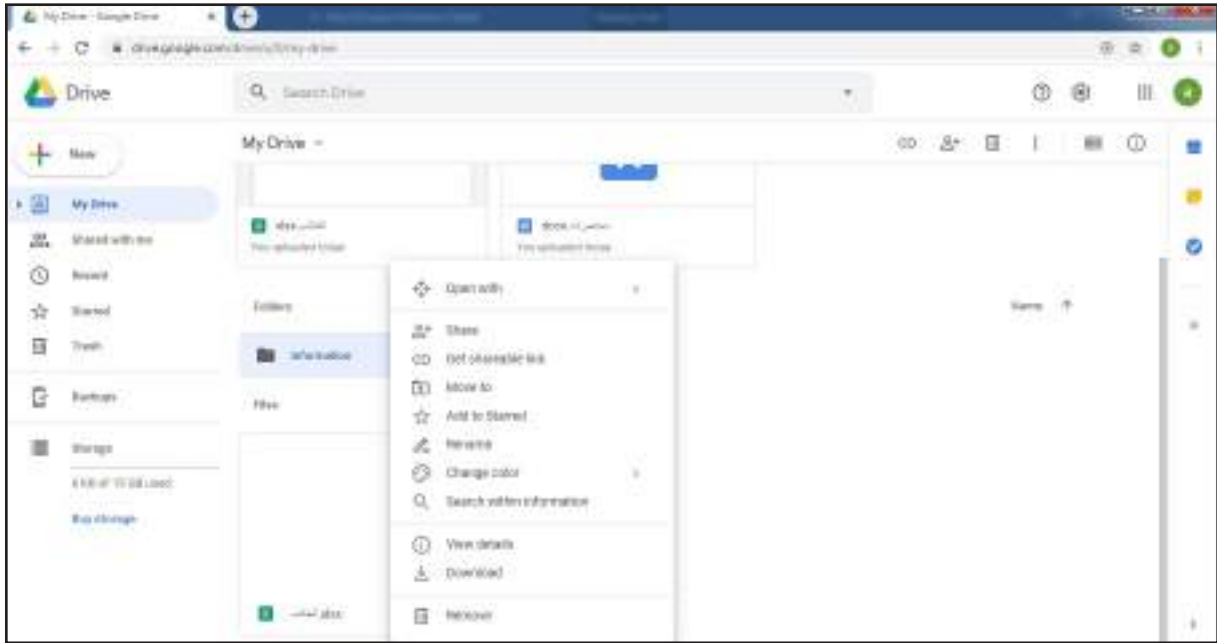 My Drive - Google Drive
drive.google.com/drive/u/0/my-drive
Drive
Search Drive
New
My Drive
My Drive
Shared with me
Recent
Starred
Trash
Backups
Storage
Buy storage
.xlsx
You uploaded today
.docx
You uploaded today
Folders
Name
information
Files
.xlsx
Open with
Share
Get shareable link
Move to
Add to Starred
Rename
Change color
Search within information
View details
Download
Remove